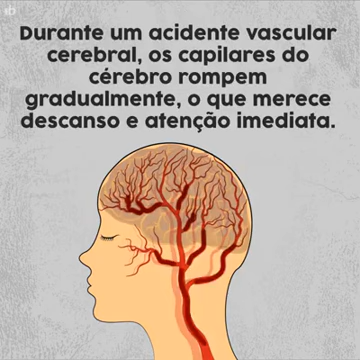 Durante um acidente vascular
cerebral, os capilares do
cérebro rompem
gradualmente, o que merece
descanso e atenção imediata.